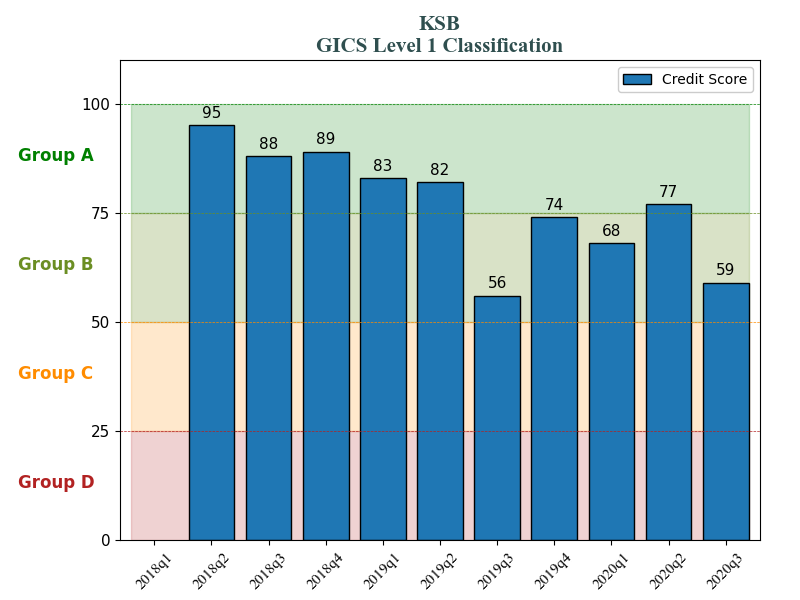 KSB
GICS Level 1 Classification
Credit Score
100
95
88
89
83
82
56
74
68
77
59
Group A
75
Group B
50
Group C
25
Group D
0
2018q1
2018q2
2018q3
2018q4
2019q1
2019q2
2019q3
2019q4
2020q1
2020q2
2020q3